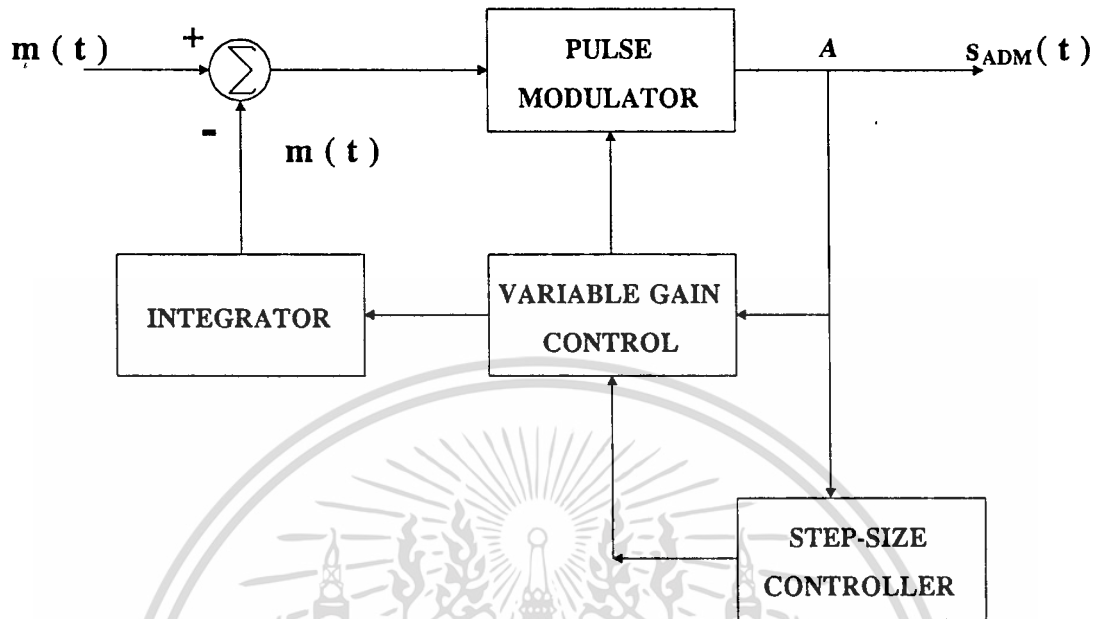 m ( t )
+
Σ
-
m ( t )
PULSE
MODULATOR
A
s_ADM( t )
INTEGRATOR
VARIABLE GAIN
CONTROL
STEP-SIZE
CONTROLLER